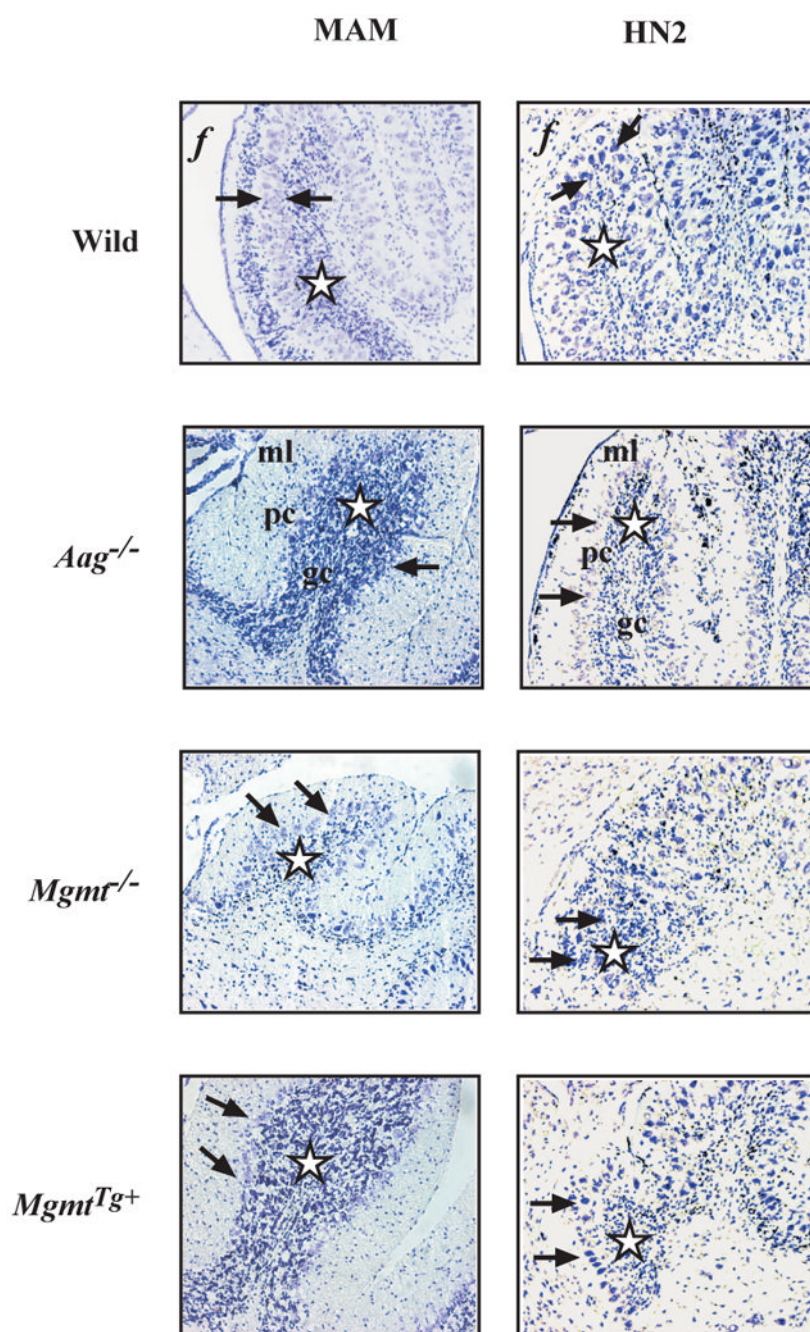 MAM HN2
Wild
f f
Aag-/-
ml ml
pc pc
gc gc
Mgmt-/-
MgmtTg+